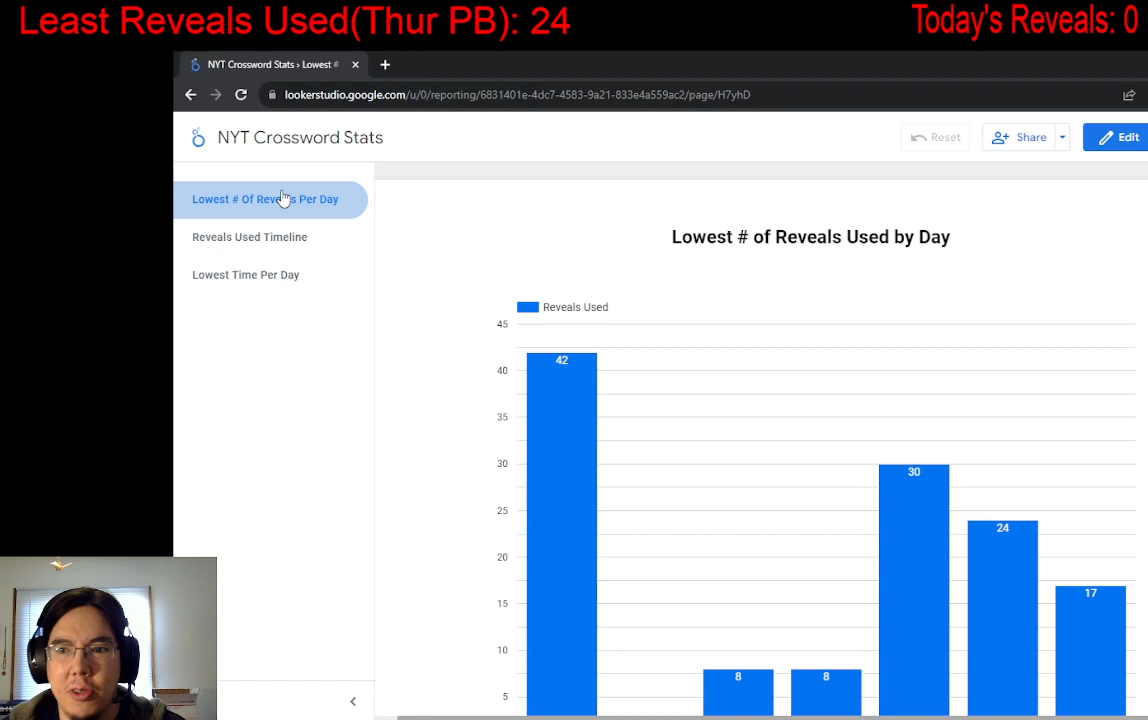 Least Reveals Used(Thur PB): 24
Today's Reveals: 0
NYT Crossword Stats › Lowest #
lookerstudio.google.com/u/0/reporting/6831401e-4dc7-4583-9a21-833e4a559ac2/page/H7yhD
NYT Crossword Stats
Reset
Share
Edit
Lowest # Of Reveals Per Day
Reveals Used Timeline
Lowest Time Per Day
Lowest # of Reveals Used by Day
Reveals Used
45
40
35
30
25
20
15
10
5
42
8
8
30
24
17